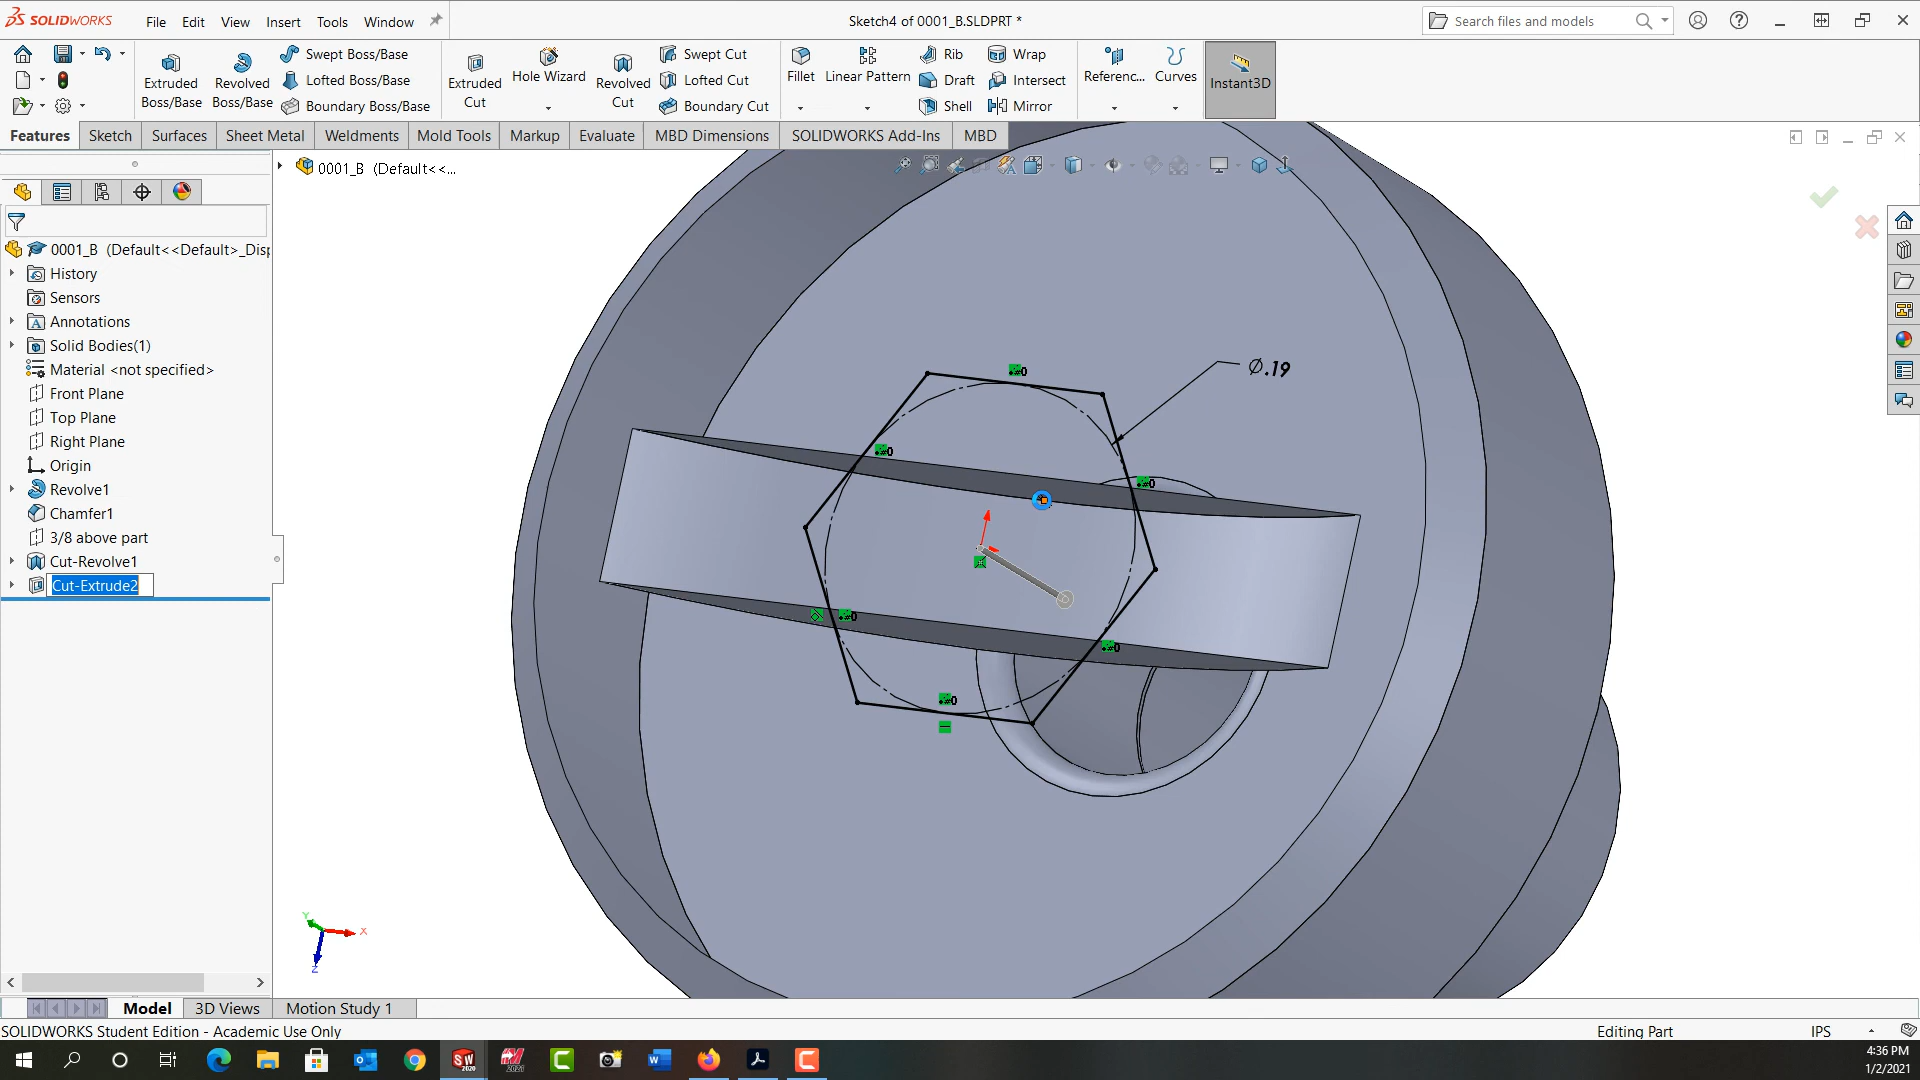 SOLIDWORKS File Edit View Insert Tools Window Sketch4 of 0001_B.SLDPRT * Search files and models
Extruded Boss/Base
Revolved Boss/Base
Swept Boss/Base
Lofted Boss/Base
Boundary Boss/Base
Extruded Cut
Hole Wizard
Revolved Cut
Swept Cut
Lofted Cut
Boundary Cut
Fillet
Linear Pattern
Rib
Draft
Shell
Wrap
Intersect
Mirror
Referenc...
Curves
Instant3D
Features Sketch Surfaces Sheet Metal Weldments Mold Tools Markup Evaluate MBD Dimensions SOLIDWORKS Add-Ins MBD
0001_B (Default<<...
0001_B (Default<<Default>_Disp
History
Sensors
Annotations
Solid Bodies(1)
Material <not specified>
Front Plane
Top Plane
Right Plane
Origin
Revolve1
Chamfer1
3/8 above part
Cut-Revolve1
Cut-Extrude2
∅.19
Y
X
Z
Model 3D Views Motion Study 1
SOLIDWORKS Student Edition - Academic Use Only Editing Part IPS
4:36 PM
1/2/2021